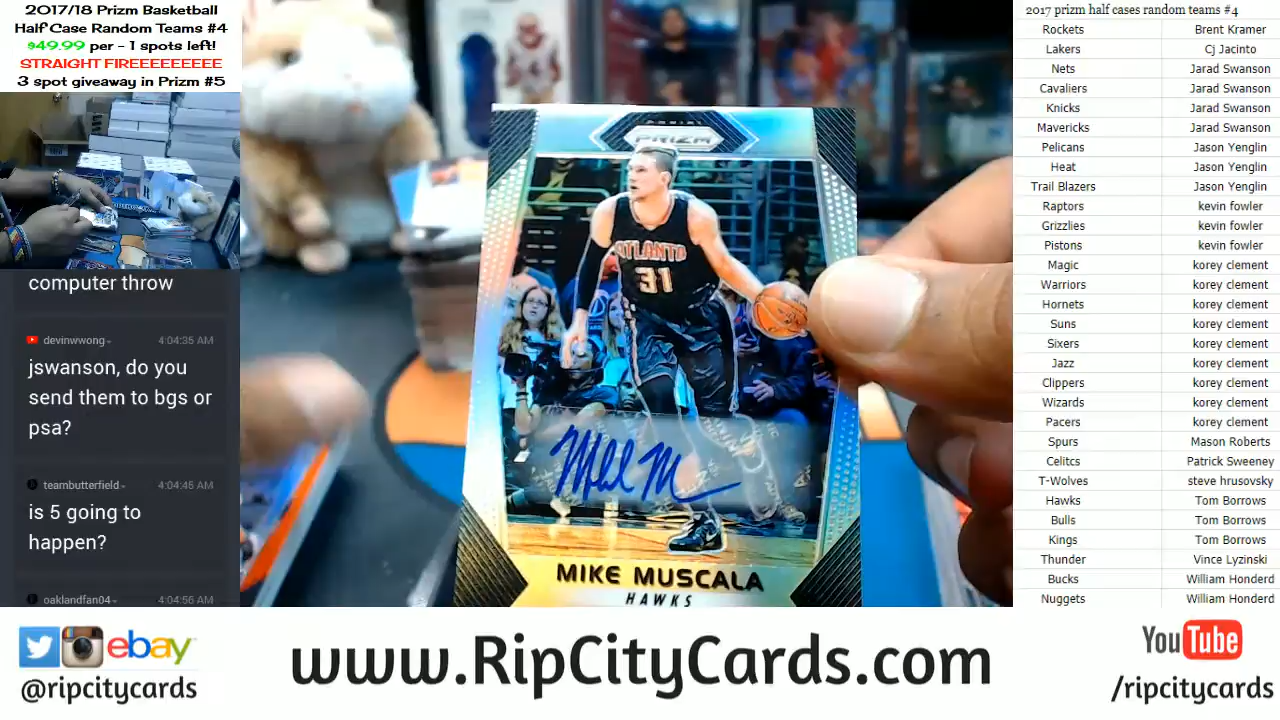 2017/18 Prizm Basketball
Half Case Random Teams #4
$49.99 per - 1 spots left!
STRAIGHT FIREEEEEEEEE
3 spot giveaway in Prizm #5
computer throw
devinwwong
4:04:35 AM
jswanson, do you
send them to bgs or
psa?
teambutterfield
4:04:45 AM
is 5 going to
happen?
oaklandfan04
4:04:56 AM
PANINI
PRIZM
ATLANTA
31
MIKE MUSCALA
HAWKS
2017 prizm half cases random teams #4
Rockets Brent Kramer
Lakers Cj Jacinto
Nets Jarad Swanson
Cavaliers Jarad Swanson
Knicks Jarad Swanson
Mavericks Jarad Swanson
Pelicans Jason Yenglin
Heat Jason Yenglin
Trail Blazers Jason Yenglin
Raptors kevin fowler
Grizzlies kevin fowler
Pistons kevin fowler
Magic korey clement
Warriors korey clement
Hornets korey clement
Suns korey clement
Sixers korey clement
Jazz korey clement
Clippers korey clement
Wizards korey clement
Pacers korey clement
Spurs Mason Roberts
Celitcs Patrick Sweeney
T-Wolves steve hrusovsky
Hawks Tom Borrows
Bulls Tom Borrows
Kings Tom Borrows
Thunder Vince Lyzinski
Bucks William Honderd
Nuggets William Honderd
ebay
@ripcitycards
www.RipCityCards.com
YouTube
/ripcitycards